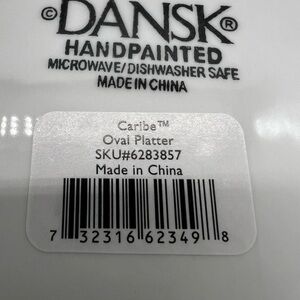 ©DANSK®
HANDPAINTED
MICROWAVE/DISHWASHER SAFE
MADE IN CHINA
Caribe™
Oval Platter
SKU#6283857
Made in China
7 32316 62349 8